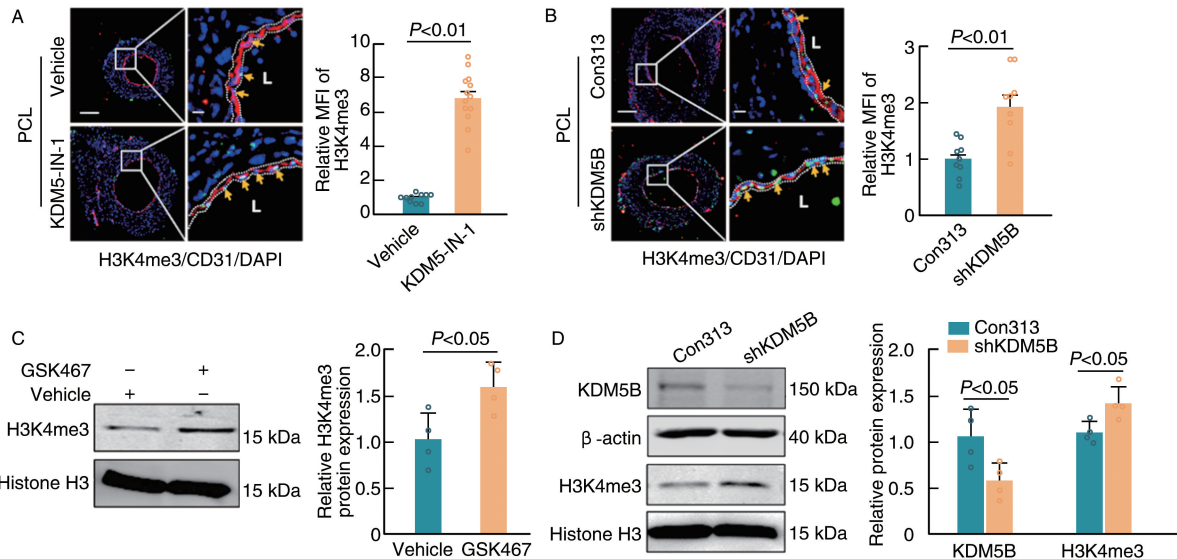 A
PCL
Vehicle
KDM5-IN-1
L
L
H3K4me3/CD31/DAPI
Relative MFI of
H3K4me3
P<0.01
10
8
6
4
2
0
Vehicle
KDM5-IN-1
B
PCL
Con313
shKDM5B
L
L
H3K4me3/CD31/DAPI
Relative MFI of
H3K4me3
P<0.01
3
2
1
0
Con313
shKDM5B
C
GSK467 − +
Vehicle + −
H3K4me3 15 kDa
Histone H3 15 kDa
Relative H3K4me3
protein expression
P<0.05
2.0
1.5
1.0
0.5
0
Vehicle GSK467
D
Con313 shKDM5B
KDM5B 150 kDa
β -actin 40 kDa
H3K4me3 15 kDa
Histone H3 15 kDa
Con313
shKDM5B
Relative protein expression
P<0.05
P<0.05
2.0
1.5
1.0
0.5
0
KDM5B H3K4me3